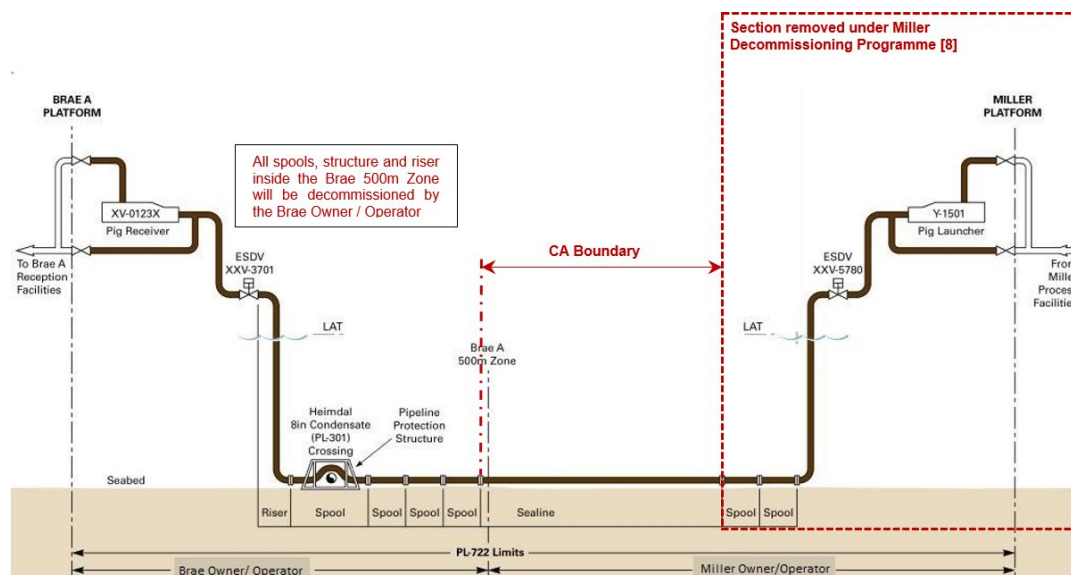 Section removed under Miller
Decommissioning Programme [8]
BRAE A
PLATFORM
MILLER
PLATFORM
All spools, structure and riser
inside the Brae 500m Zone
will be decommissioned by
the Brae Owner / Operator
XV-0123X
Pig Receiver
Y-1501
Pig Launcher
CA Boundary
To Brae A
Reception
Facilities
ESDV
XXV-3701
ESDV
XXV-5780
From
Mille
Proces
Facilities
LAT
LAT
Brae A
500m Zone
Heimdal
8in Condensate
(PL-301)
Crossing
Pipeline
Protection
Structure
Seabed
Riser
Spool
Spool
Spool
Spool
Sealine
Spool
Spool
PL-722 Limits
Brae Owner/ Operator
Miller Owner/Operator